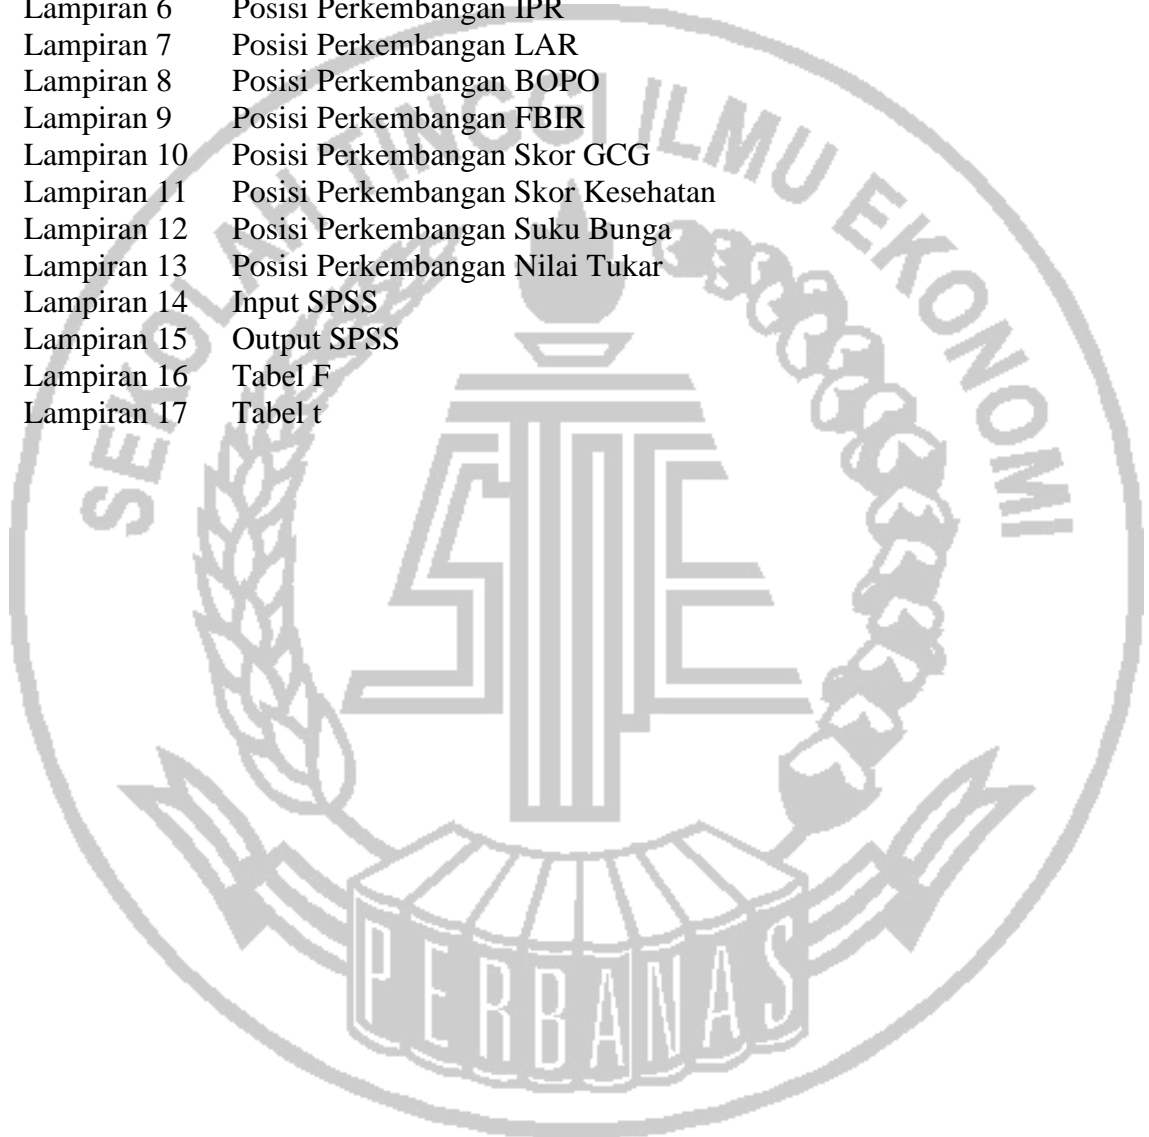 Lampiran 6 Posisi Perkembangan IPR
Lampiran 7 Posisi Perkembangan LAR
Lampiran 8 Posisi Perkembangan BOPO
Lampiran 9 Posisi Perkembangan FBIR
Lampiran 10 Posisi Perkembangan Skor GCG
Lampiran 11 Posisi Perkembangan Skor Kesehatan
Lampiran 12 Posisi Perkembangan Suku Bunga
Lampiran 13 Posisi Perkembangan Nilai Tukar
Lampiran 14 Input SPSS
Lampiran 15 Output SPSS
Lampiran 16 Tabel F
Lampiran 17 Tabel t
SEKOLAH TINGGI ILMU EKONOMI
PERBANAS